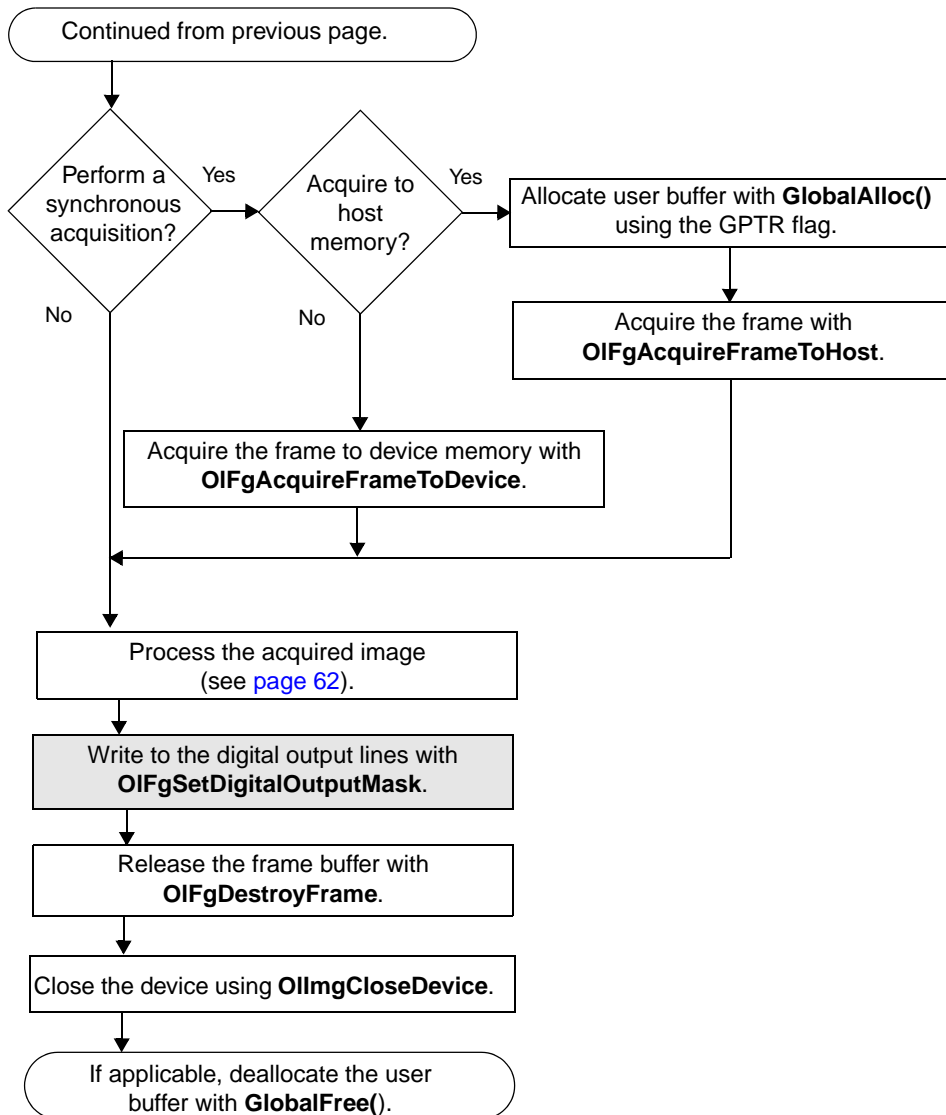 Continued from previous page.
Perform a
synchronous
acquisition?
Yes
Acquire to
host
memory?
Yes
Allocate user buffer with GlobalAlloc()
using the GPTR flag.
No
No
Acquire the frame with
OlFgAcquireFrameToHost.
Acquire the frame to device memory with
OlFgAcquireFrameToDevice.
Process the acquired image
(see page 62).
Write to the digital output lines with
OlFgSetDigitalOutputMask.
Release the frame buffer with
OlFgDestroyFrame.
Close the device using OlImgCloseDevice.
If applicable, deallocate the user
buffer with GlobalFree().